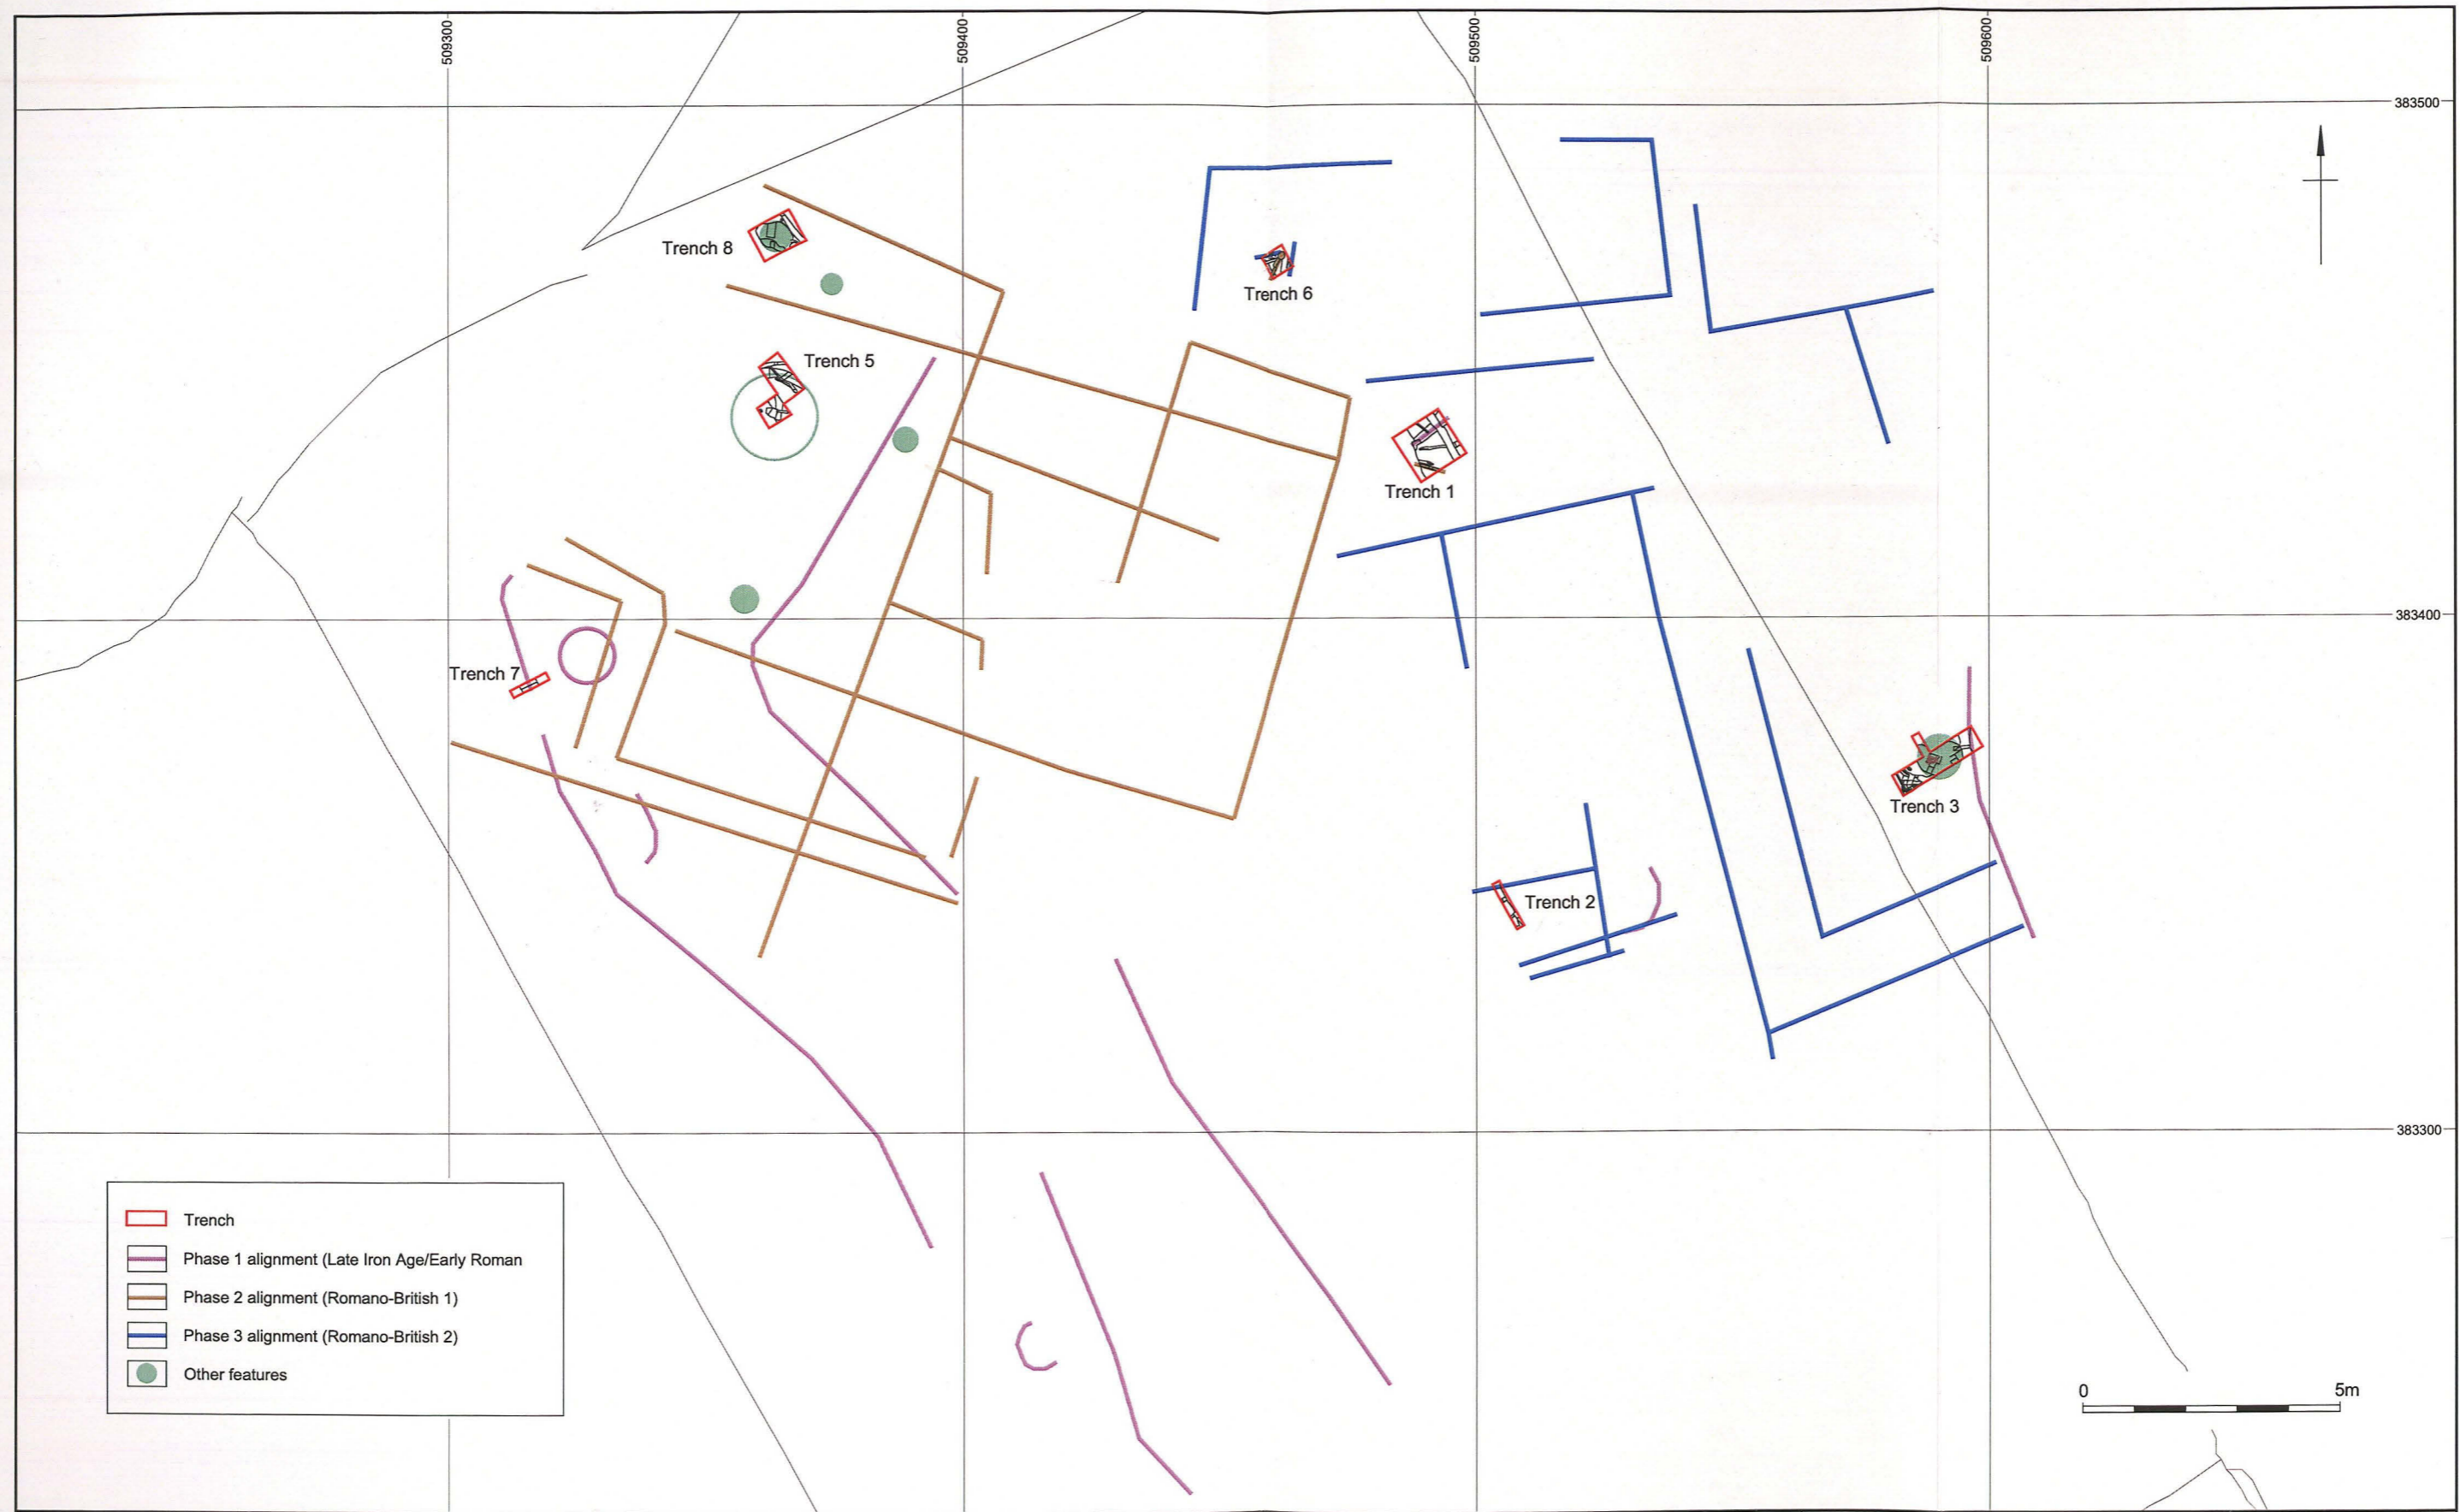 509300
509400
509500
509600
383500
Trench 8
Trench 6
Trench 5
Trench 1
383400
Trench 7
Trench 3
Trench 2
383300
Trench
Phase 1 alignment (Late Iron Age/Early Roman
Phase 2 alignment (Romano-British 1)
Phase 3 alignment (Romano-British 2)
Other features
0 5m